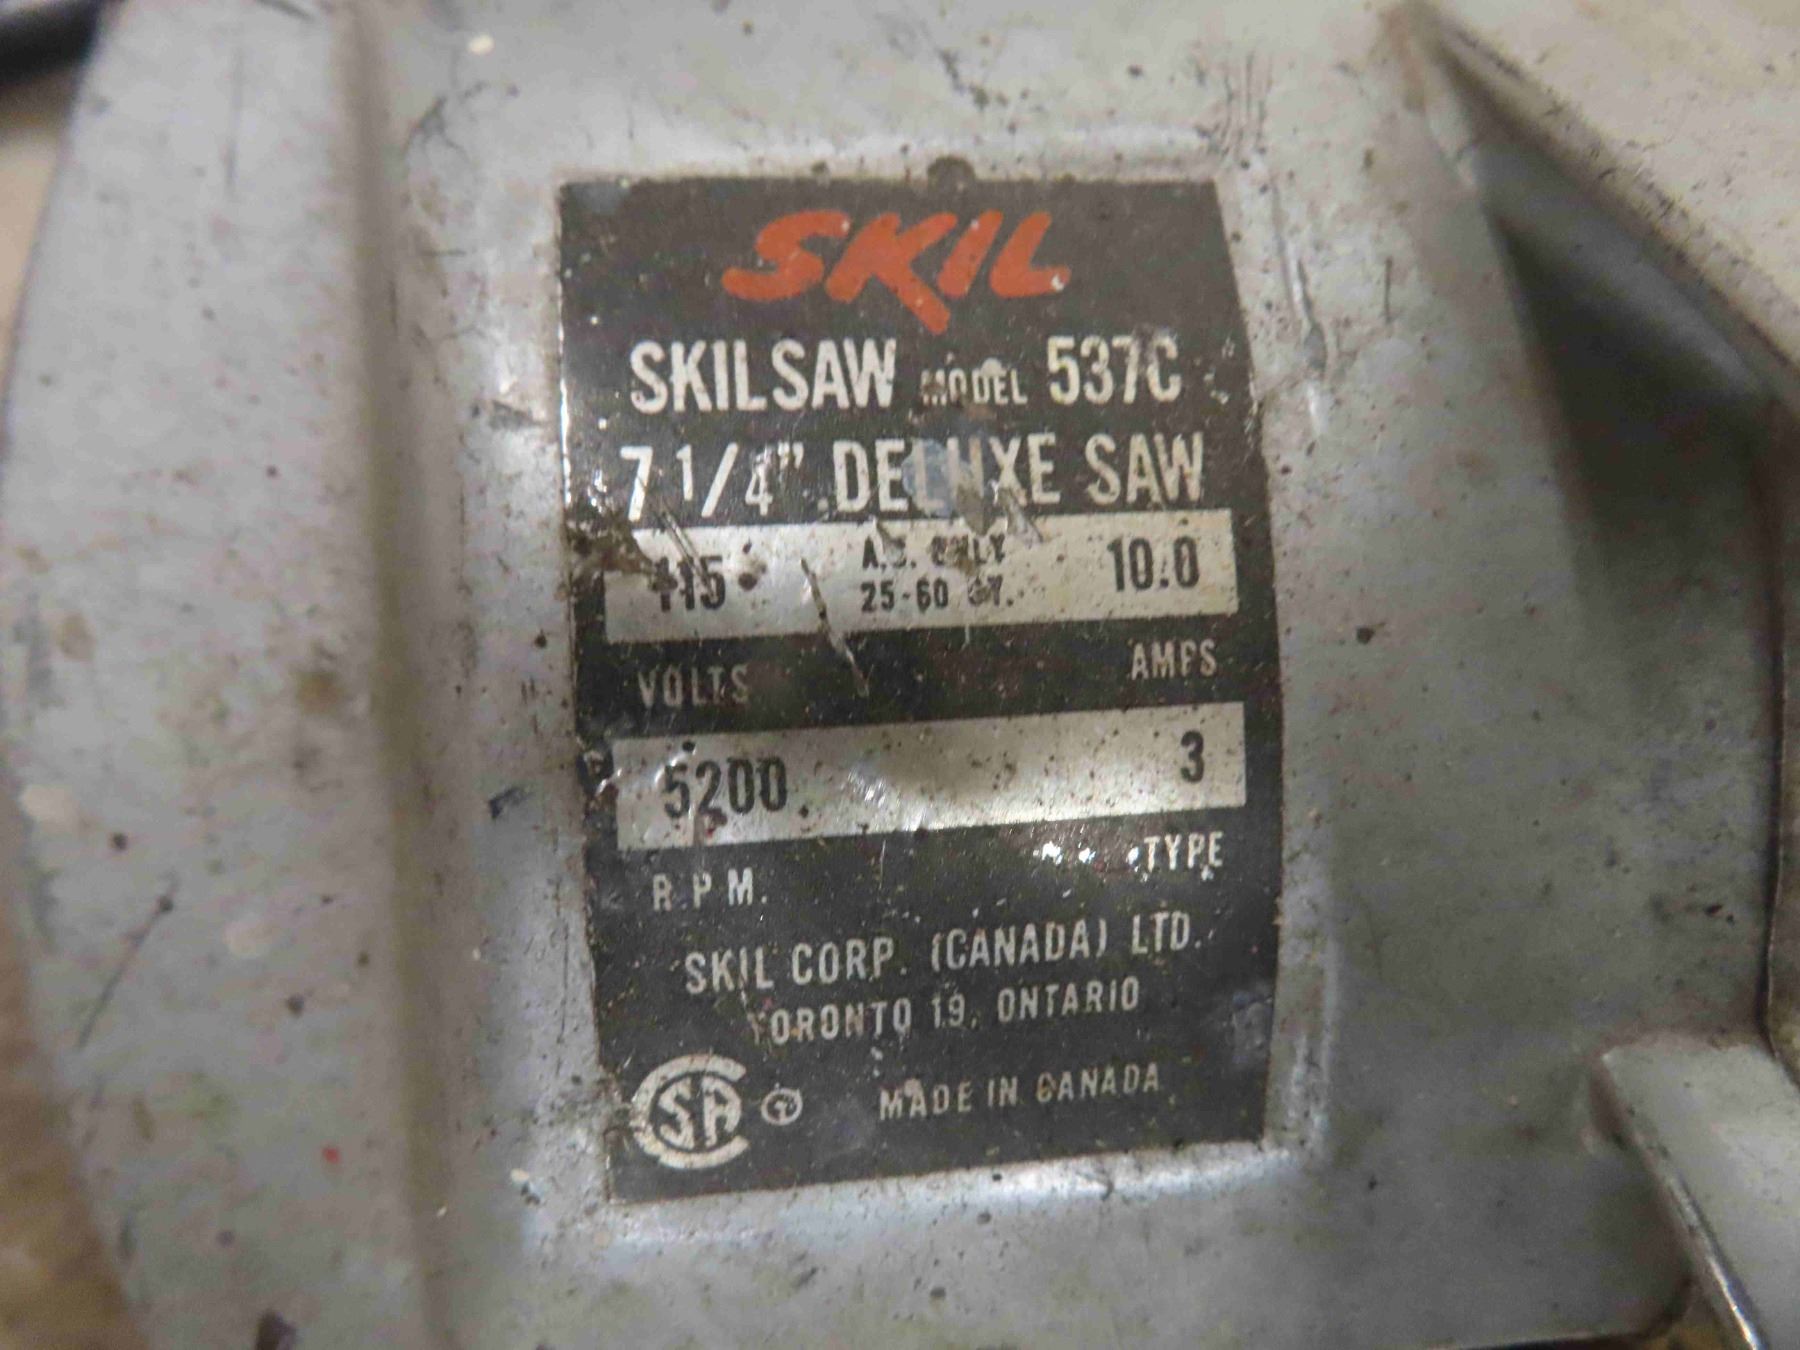 SKIL
SKILSAW MODEL 537C
7 1/4" DELUXE SAW
115 A.C. ONLY 25-60 CY. 10.0
VOLTS AMPS
5200 3
R.P.M. TYPE
SKIL CORP. (CANADA) LTD.
TORONTO 19, ONTARIO
CSA T MADE IN CANADA